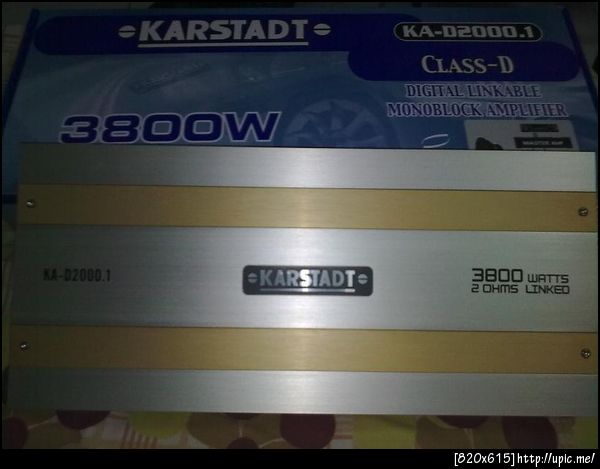 KARSTADT
KA-D2000.1
CLASS-D
DIGITAL LINKABLE
MONOBLOCK AMPLIFIER
3800W
KA-D2000.1
KARSTADT
3800 WATTS
2 OHMS LINKED
[820x615]http://upic.me/